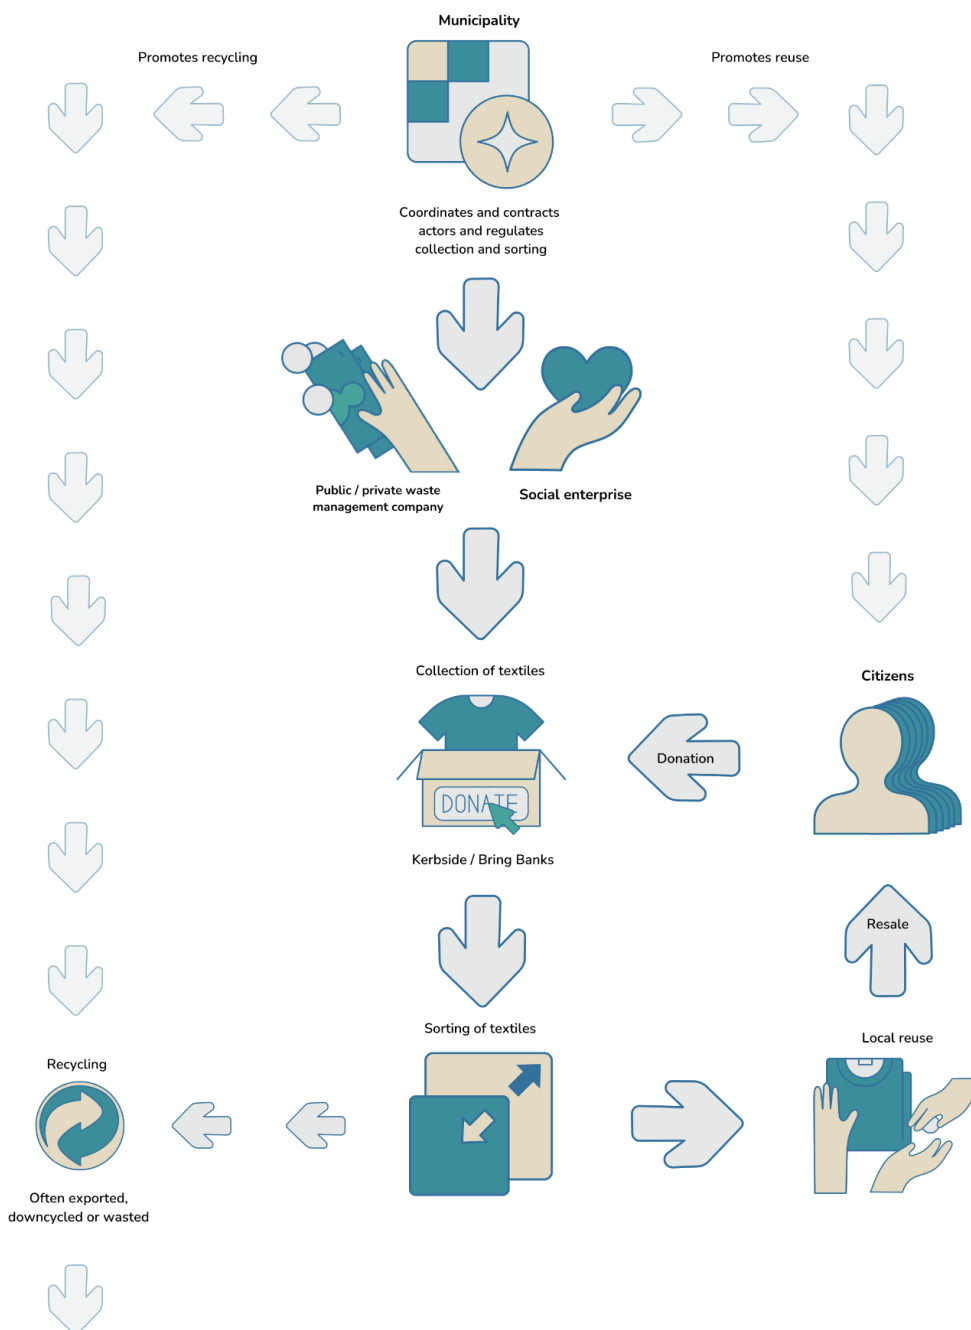 Municipality
Promotes recycling
Promotes reuse
Coordinates and contracts
actors and regulates
collection and sorting
Public / private waste
management company
Social enterprise
Collection of textiles
Citizens
Donation
DONATE
Kerbside / Bring Banks
Resale
Sorting of textiles
Local reuse
Recycling
Often exported,
downcycled or wasted